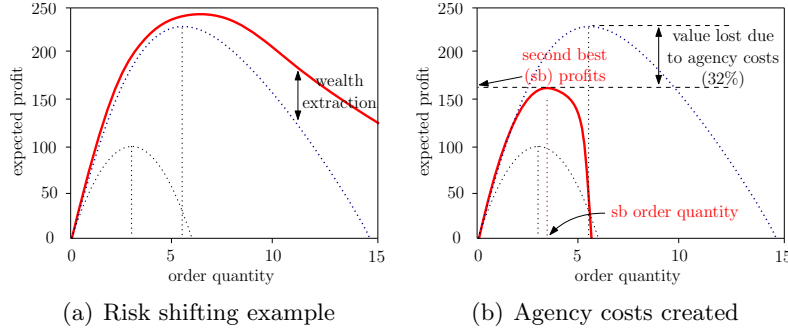 250
200
150
100
50
0
expected profit
wealth
extraction
0
5
10
15
order quantity
(a) Risk shifting example
250
200
150
100
50
0
expected profit
second best
(sb) profits
value lost due
to agency costs
(32%)
sb order quantity
0
5
10
15
order quantity
(b) Agency costs created